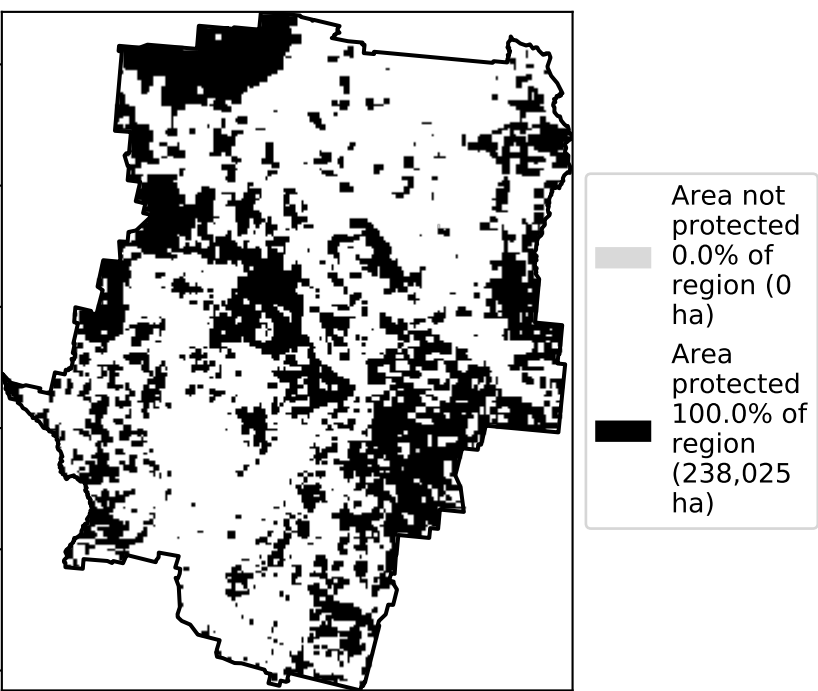 Area not
protected
0.0% of
region (0
ha)
Area
protected
100.0% of
region
(238,025
ha)